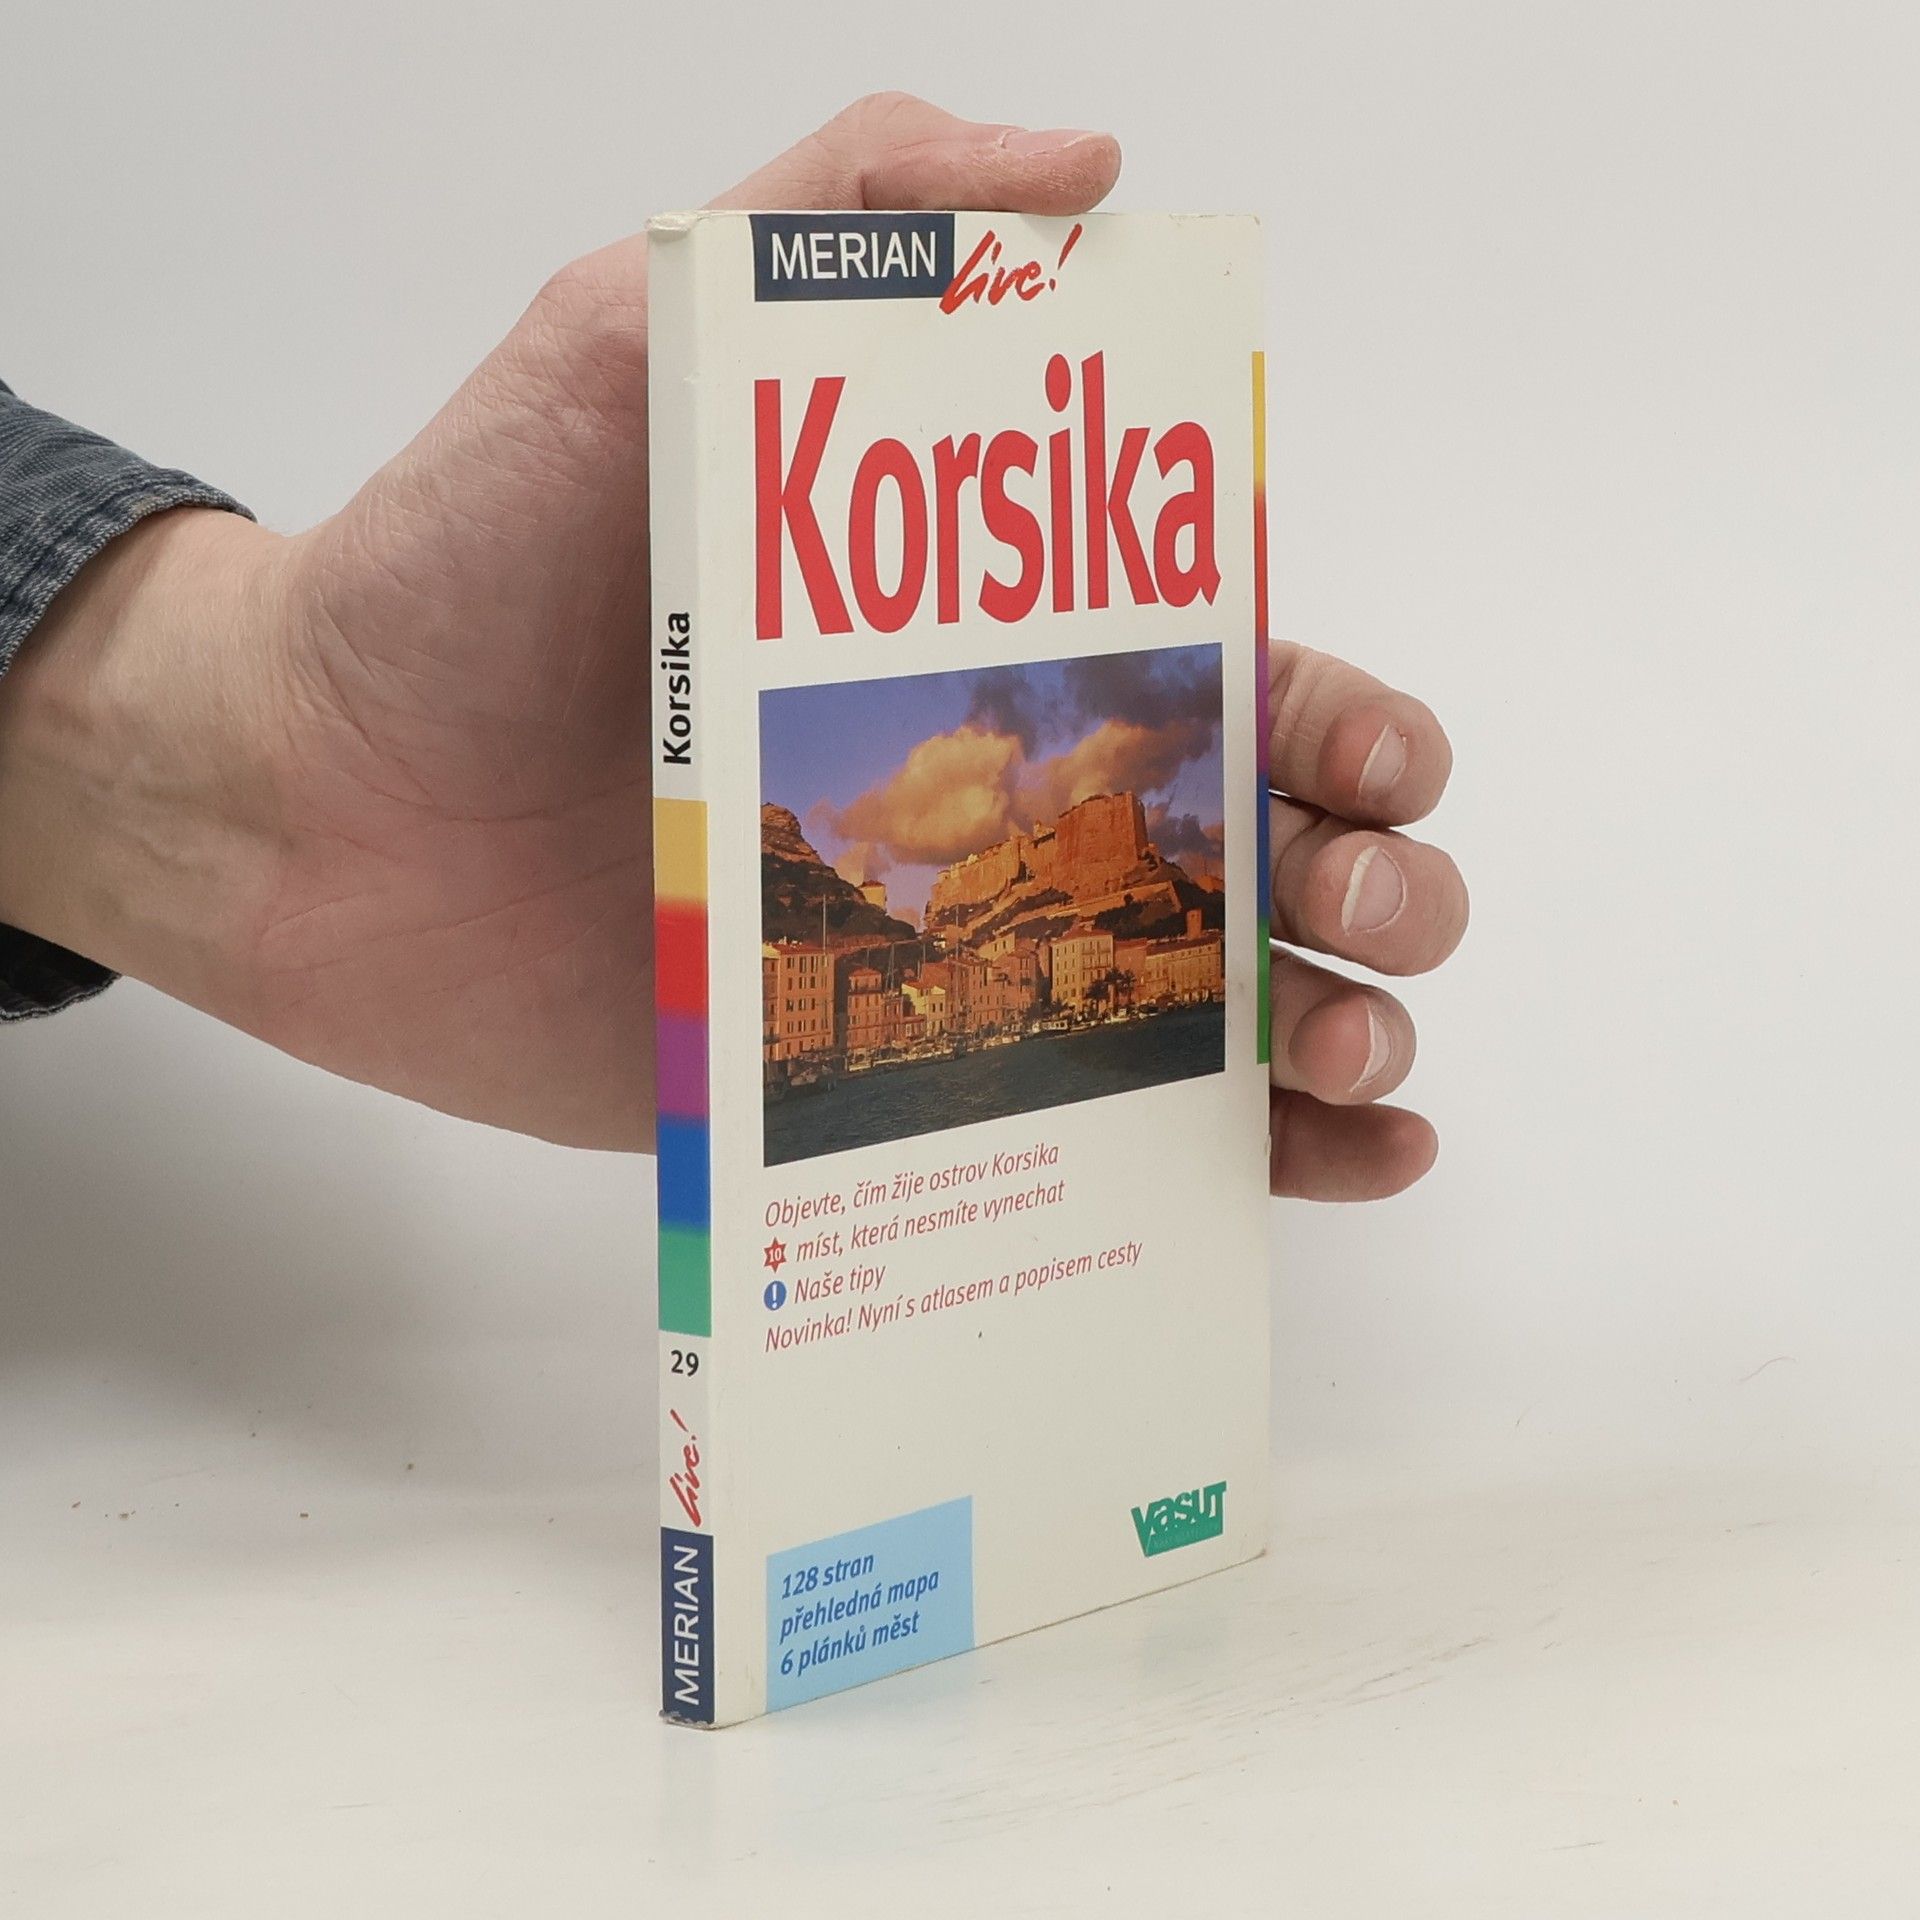 MERIAN live!
Korsika
Objevte, čím žije ostrov Korsika
10 míst, která nesmíte vynechat
! Naše tipy
Novinka! Nyní s atlasem a popisem cesty
128 stran
přehledná mapa
6 plánků měst
Vašut
Korsika
29
live!
MERIAN